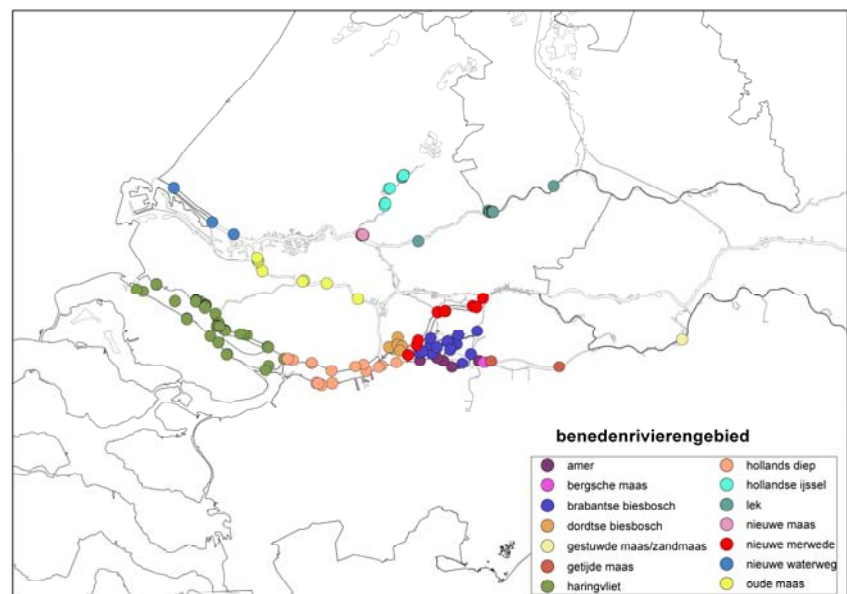 benedenrivierengebied
amer
bergsche maas
brabantse biesbosch
dordtse biesbosch
gestuwde maas/zandmaas
getijde maas
haringvliet
hollands diep
hollandse ijssel
lek
nieuwe maas
nieuwe merwede
nieuwe waterweg
oude maas